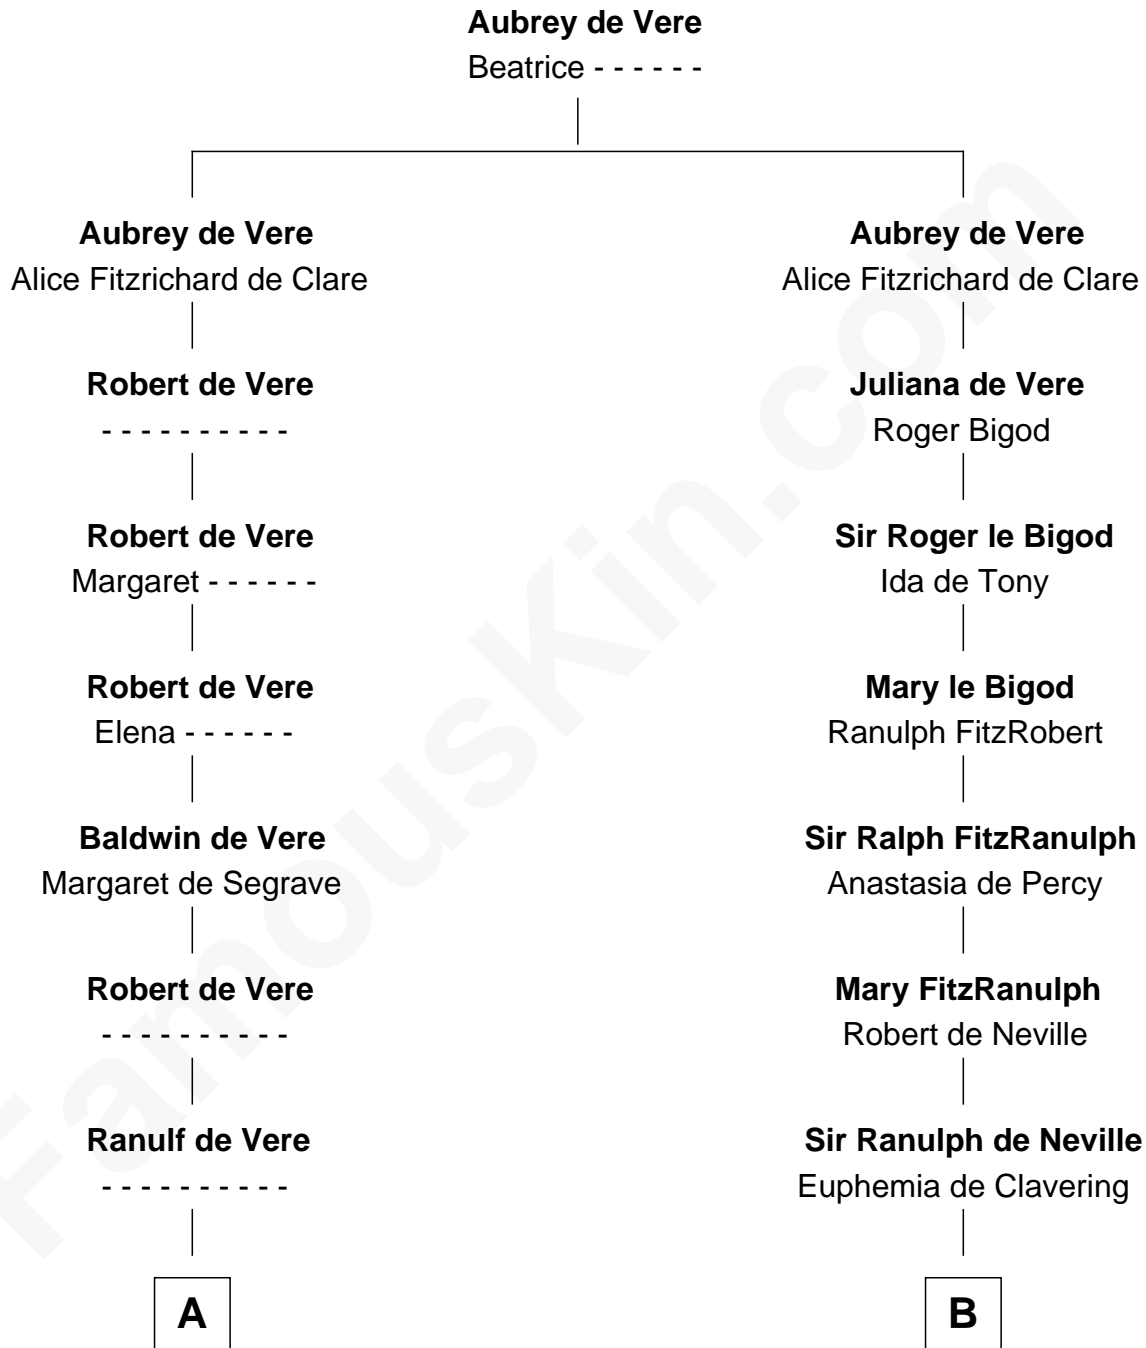 Aubrey de Vere
Beatrice - - - - - -
Aubrey de Vere
Alice Fitzrichard de Clare
Robert de Vere
- - - - - - - - - -
Robert de Vere
Margaret - - - - - -
Robert de Vere
Elena - - - - - -
Baldwin de Vere
Margaret de Segrave
Robert de Vere
- - - - - - - - - -
Ranulf de Vere
- - - - - - - - - -
A
Aubrey de Vere
Alice Fitzrichard de Clare
Juliana de Vere
Roger Bigod
Sir Roger le Bigod
Ida de Tony
Mary le Bigod
Ranulph FitzRobert
Sir Ralph FitzRanulph
Anastasia de Percy
Mary FitzRanulph
Robert de Neville
Sir Ranulph de Neville
Euphemia de Clavering
B
FamousKin.com